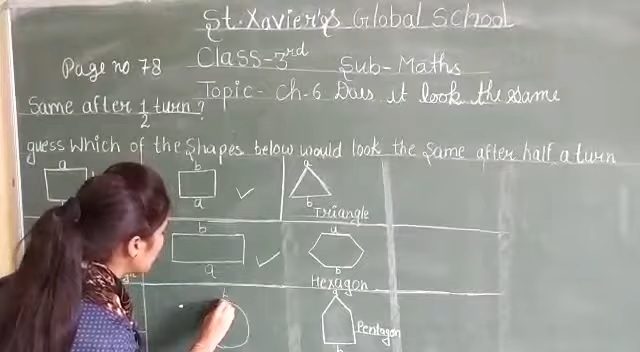 St. Xavier's Global School
Class-3rd Sub-Maths
Page no 78
Topic- Ch-6 Does it look the same
Same after 1/2 turn?
guess which of the shapes below would look the same after half a turn
a b a
a b
Triangle
b a
a b
Hexagon
b a
Pentagon
b